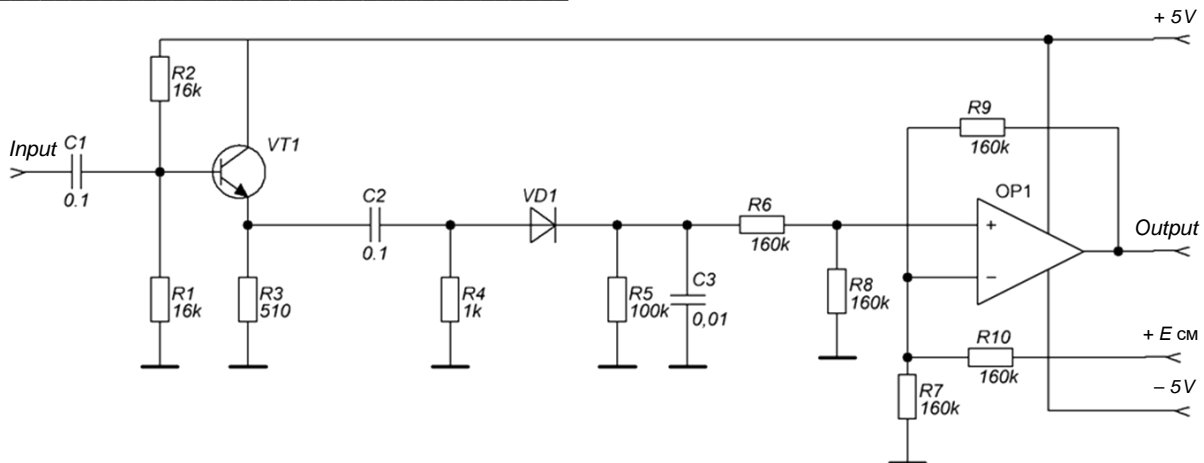 + 5V
R2
16k
R9
160k
Input
C1
0.1
VT1
C2
0.1
VD1
R6
160k
OP1
+
−
Output
R1
16k
R3
510
R4
1k
R5
100k
C3
0,01
R8
160k
R10
160k
+ E см
R7
160k
– 5V